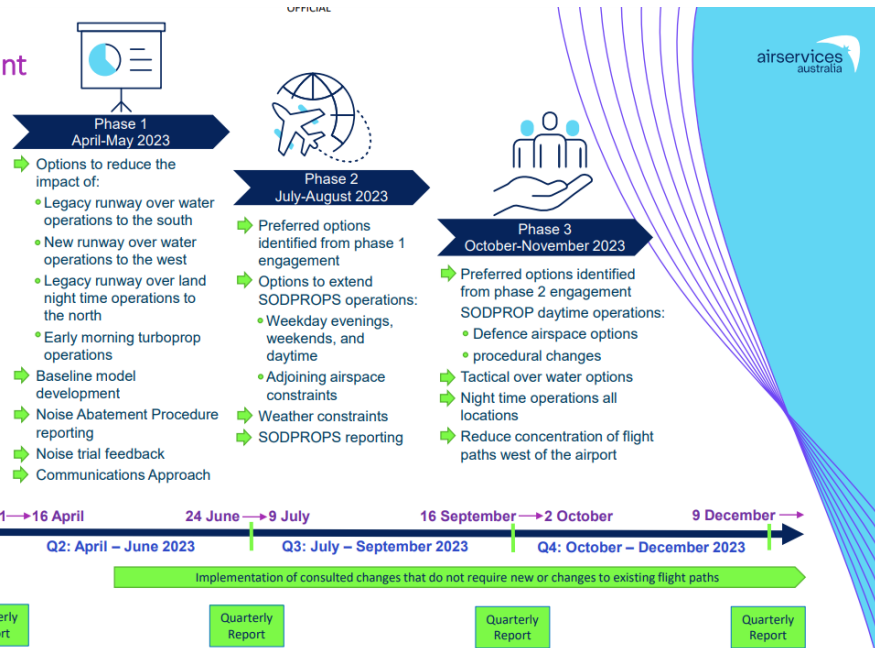 OFFICIAL
nt
airservices
australia
Phase 1
April-May 2023
Options to reduce the
impact of:
Legacy runway over water
operations to the south
New runway over water
operations to the west
Legacy runway over land
night time operations to
the north
Early morning turboprop
operations
Baseline model
development
Noise Abatement Procedure
reporting
Noise trial feedback
Communications Approach
Phase 2
July-August 2023
Preferred options
identified from phase 1
engagement
Options to extend
SODPROPS operations:
Weekday evenings,
weekends, and
daytime
Adjoining airspace
constraints
Weather constraints
SODPROPS reporting
Phase 3
October-November 2023
Preferred options identified
from phase 2 engagement
SODPROP daytime operations:
Defence airspace options
procedural changes
Tactical over water options
Night time operations all
locations
Reduce concentration of flight
paths west of the airport
1 → 16 April 24 June → 9 July 16 September → 2 October 9 December →
Q2: April – June 2023 Q3: July – September 2023 Q4: October – December 2023
Implementation of consulted changes that do not require new or changes to existing flight paths
erly
rt
Quarterly
Report
Quarterly
Report
Quarterly
Report